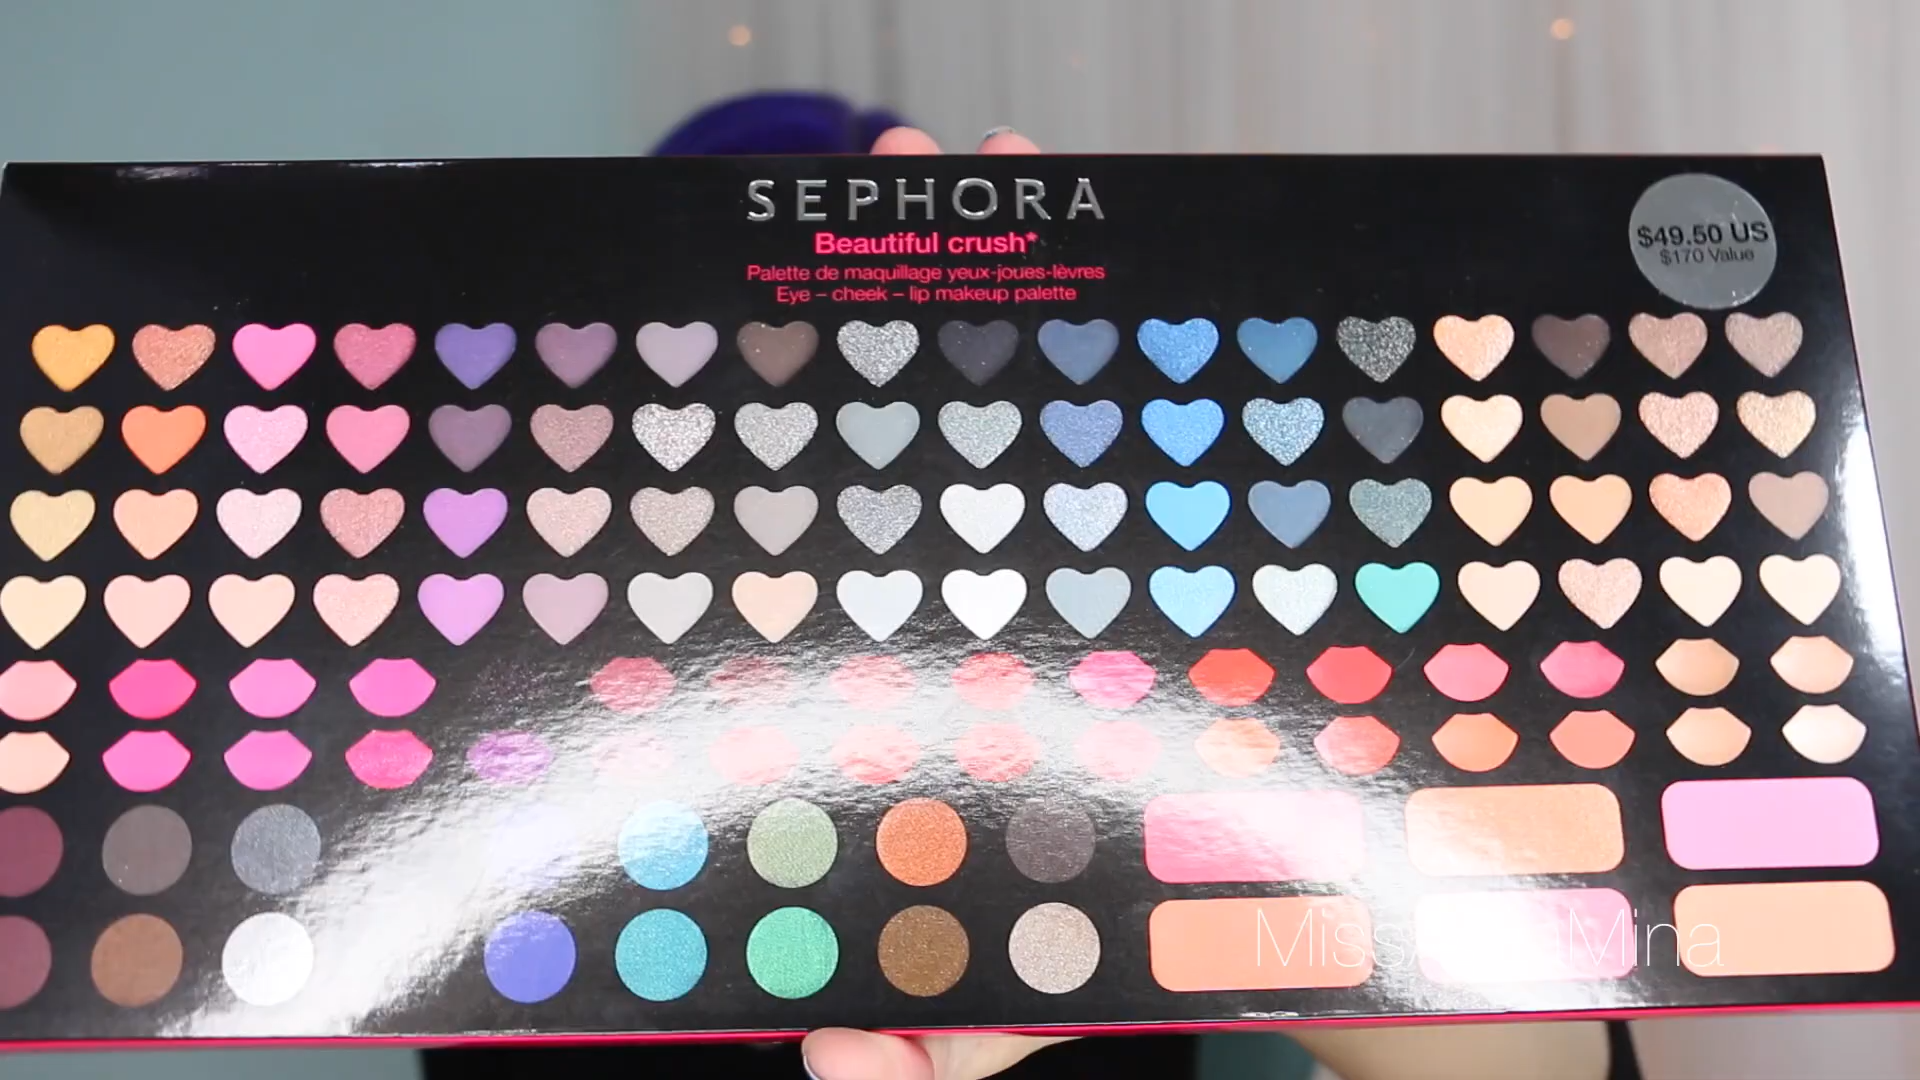 SEPHORA
Beautiful crush*
Palette de maquillage yeux-joues-lèvres
Eye – cheek – lip makeup palette
$49.50 US
$170 Value